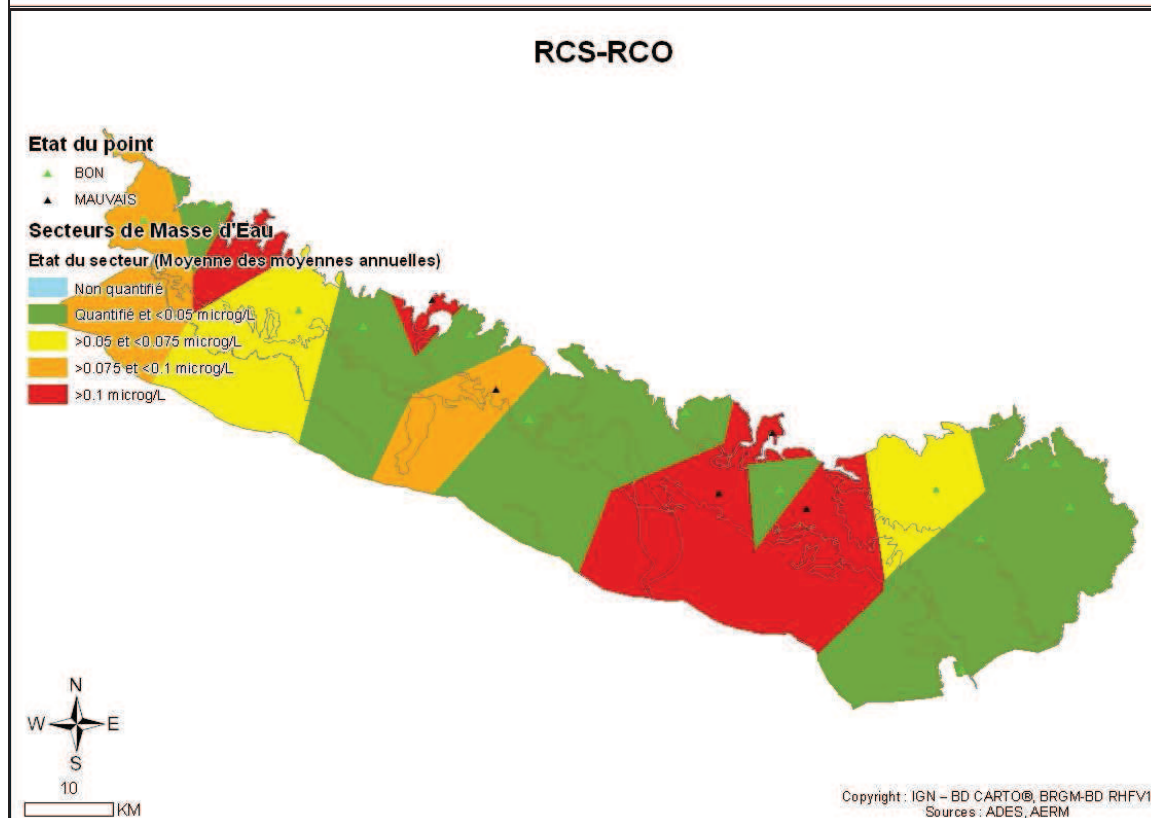 RCS-RCO
Etat du point
BON
MAUVAIS
Secteurs de Masse d'Eau
Etat du secteur (Moyenne des moyennes annuelles)
Non quantifié
Quantifié et <0.05 microg/L
>0.05 et <0.075 microg/L
>0.075 et <0.1 microg/L
>0.1 microg/L
N
W E
S
10
KM
Copyright : IGN – BD CARTO®, BRGM-BD RHFV1
Sources : ADES, AERM